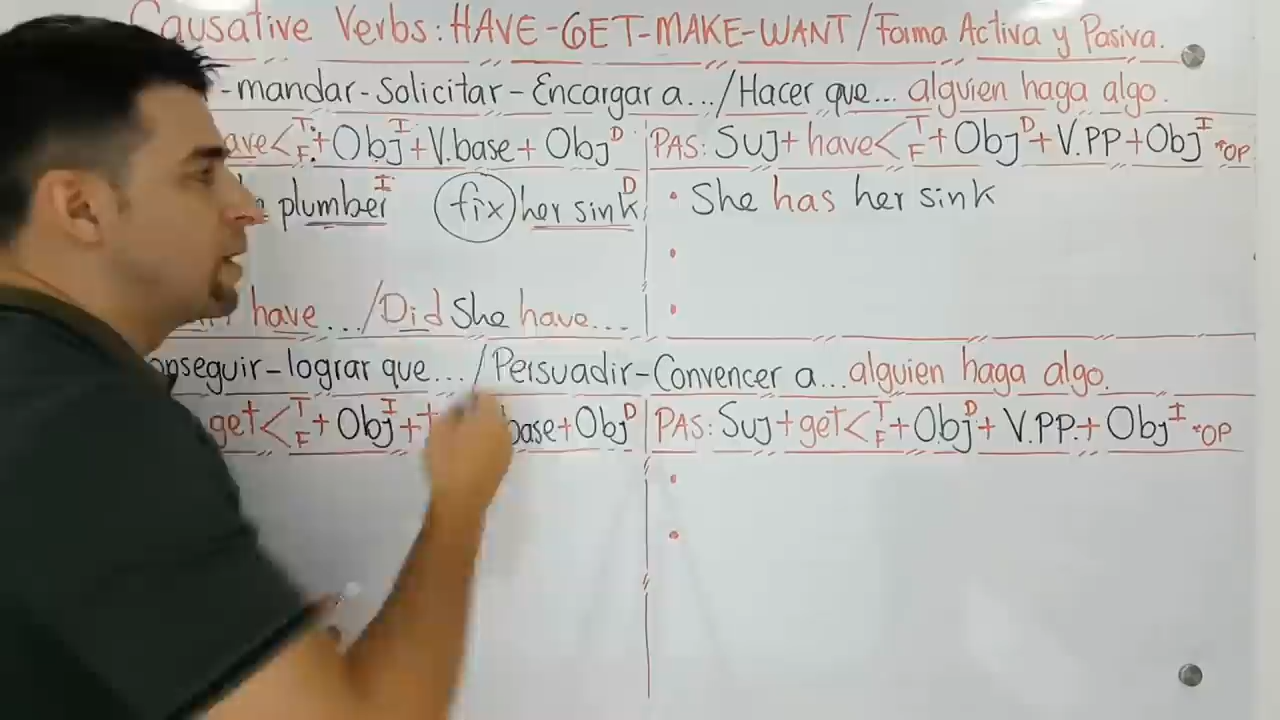 Causative Verbs: HAVE-GET-MAKE-WANT/Forma Activa y Pasiva.
-mandar-Solicitar-Encargar a.../Hacer que... alguien haga algo.
ave< T F + Obj I + V.base + Obj D
PAS: Suj + have< T F + Obj D + V.PP + Obj I *OP
plumber I fix her sink D
• She has her sink
have.../Did She have...
onseguir-lograr que.../Persuadir-Convencer a...alguien haga algo.
get< T F + Obj I + t base + Obj D
PAS: Suj + get< T F + Obj D + V.PP. + Obj I *OP